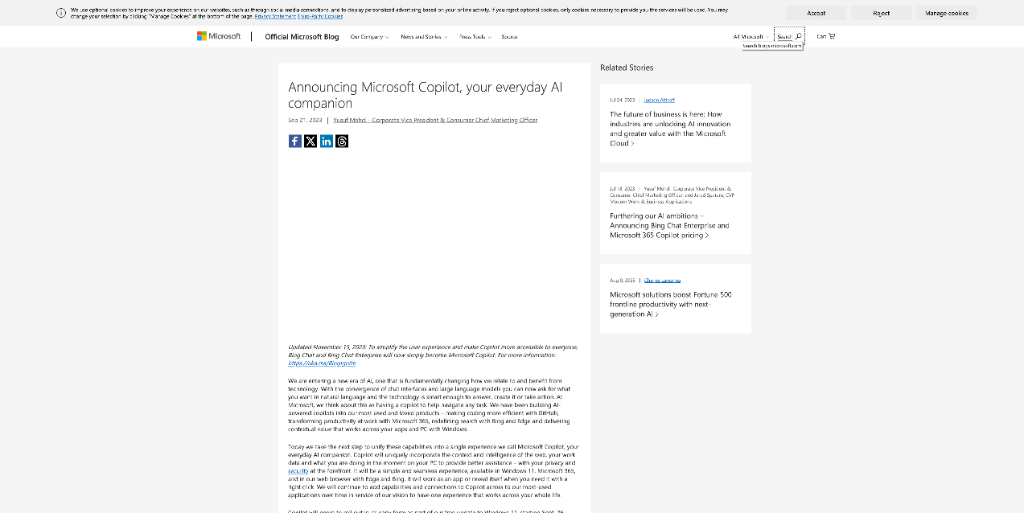 We use optional cookies to improve your experience on our websites, such as through social media connections, and to display personalized advertising based on your online activity. If you reject optional cookies, only cookies necessary to provide you the services will be used. You may
change your selection by clicking "Manage Cookies" at the bottom of the page. Privacy Statement Third-Party Cookies
Accept
Reject
Manage cookies
Microsoft
Official Microsoft Blog
Our Company
News and Stories
Press Tools
Source
All Microsoft
Search
Cart
Search blogs.microsoft.com
Announcing Microsoft Copilot, your everyday AI
companion
Sep 21, 2023 | Yusuf Mehdi - Corporate Vice President & Consumer Chief Marketing Officer
Updated November 15, 2023: To simplify the user experience and make Copilot more accessible to everyone,
Bing Chat and Bing Chat Enterprise will now simply become Microsoft Copilot. For more information:
https://aka.ms/BlogIgnite
We are entering a new era of AI, one that is fundamentally changing how we relate to and benefit from
technology. With the convergence of chat interfaces and large language models you can now ask for what
you want in natural language and the technology is smart enough to answer, create it or take action. At
Microsoft, we think about this as having a copilot to help navigate any task. We have been building AI-
powered copilots into our most used and loved products – making coding more efficient with GitHub,
transforming productivity at work with Microsoft 365, redefining search with Bing and Edge and delivering
contextual value that works across your apps and PC with Windows.
Today we take the next step to unify these capabilities into a single experience we call Microsoft Copilot, your
everyday AI companion. Copilot will uniquely incorporate the context and intelligence of the web, your work
data and what you are doing in the moment on your PC to provide better assistance – with your privacy and
security at the forefront. It will be a simple and seamless experience, available in Windows 11, Microsoft 365,
and in our web browser with Edge and Bing. It will work as an app or reveal itself when you need it with a
right click. We will continue to add capabilities and connections to Copilot across to our most-used
applications over time in service of our vision to have one experience that works across your whole life.
Related Stories
Jul 24, 2023 | Judson Althoff
The future of business is here: How
industries are unlocking AI innovation
and greater value with the Microsoft
Cloud >
Jul 18, 2023 | Yusuf Mehdi, Corporate Vice President &
Consumer Chief Marketing Officer and Jared Spataro, CVP
Modern Work & Business Applications
Furthering our AI ambitions –
Announcing Bing Chat Enterprise and
Microsoft 365 Copilot pricing >
Charles Lamanna
Microsoft solutions boost Fortune 500
frontline productivity with next-
generation AI >